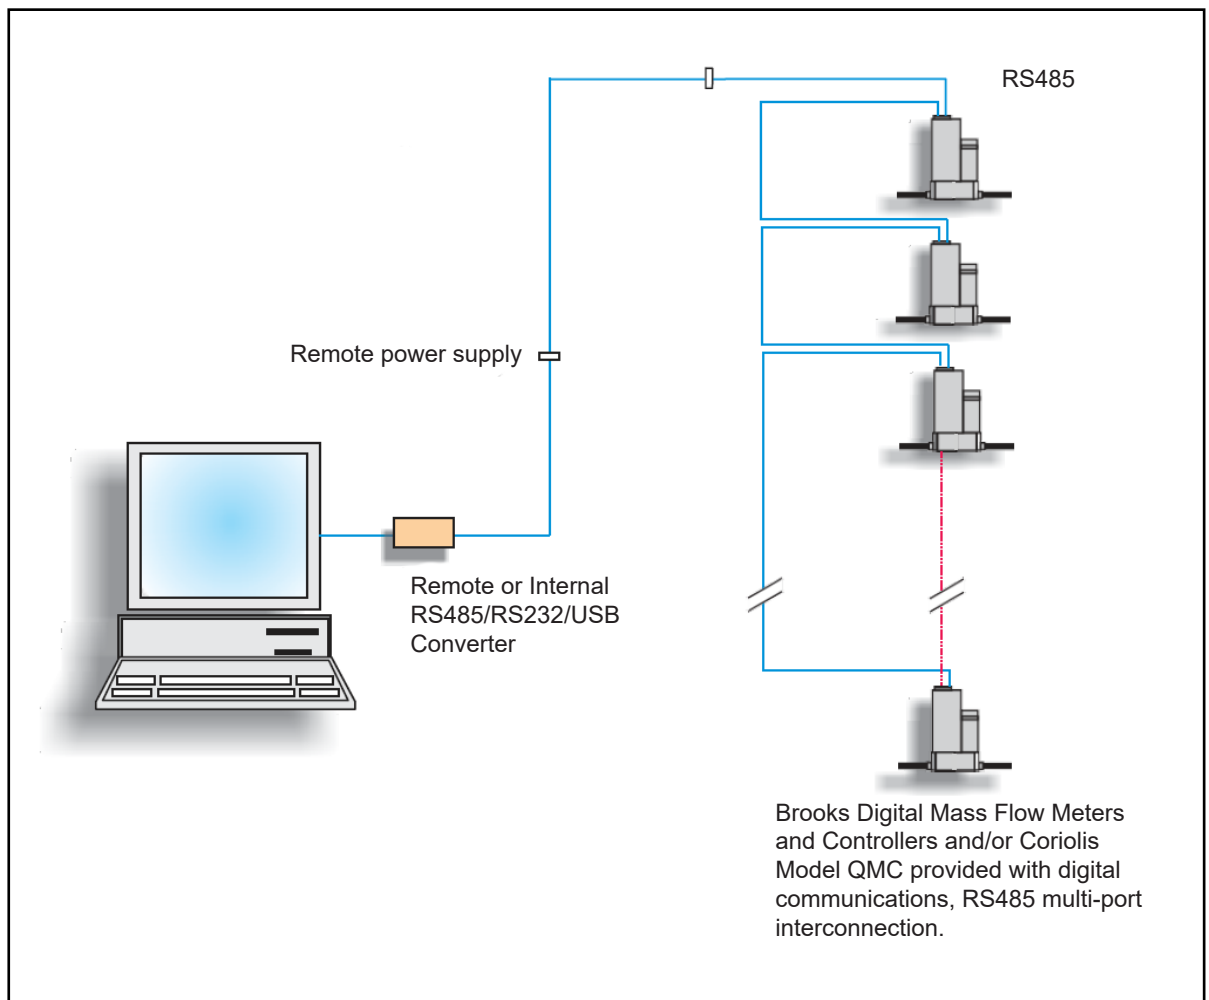 RS485
Remote power supply
Remote or Internal
RS485/RS232/USB
Converter
Brooks Digital Mass Flow Meters
and Controllers and/or Coriolis
Model QMC provided with digital
communications, RS485 multi-port
interconnection.